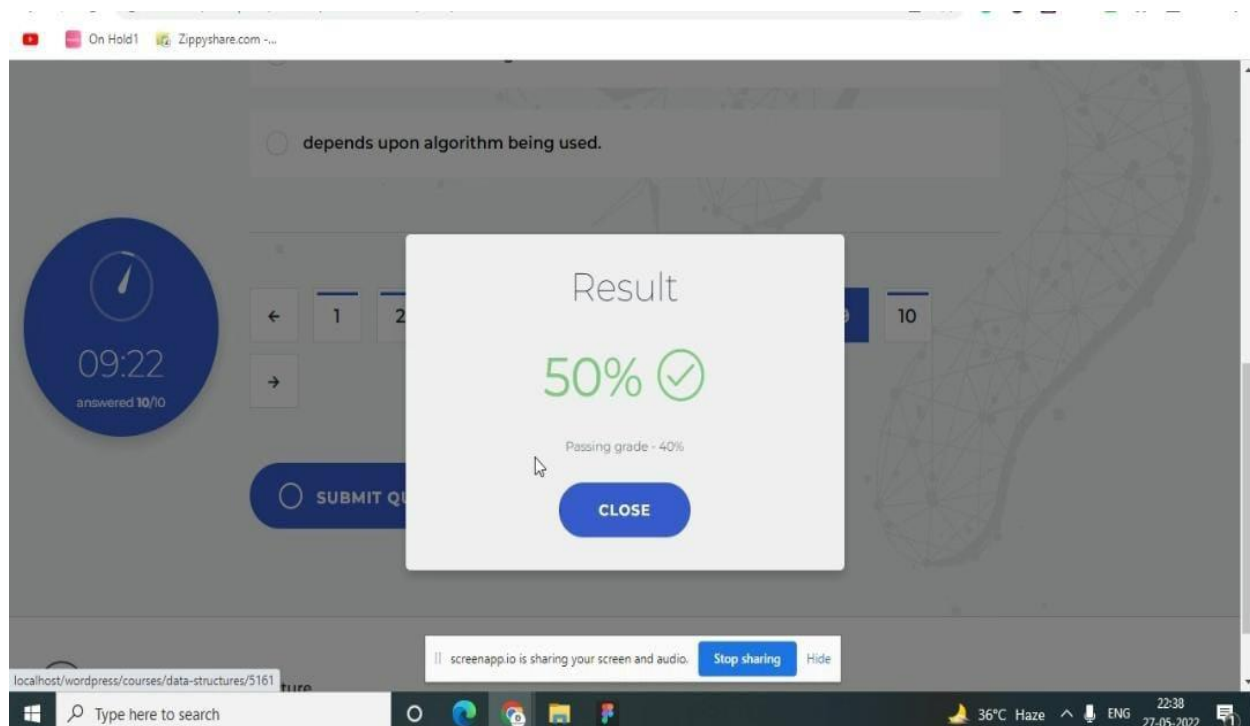 On Hold1 Zippyshare.com -...
depends upon algorithm being used.
Result
50%
Passing grade - 40%
CLOSE
← 1 2 10
09:22
answered 10/10
→
SUBMIT QU
screenapp.io is sharing your screen and audio. Stop sharing Hide
localhost/wordpress/courses/data-structures/5161
ture
Type here to search
36°C Haze ENG 22:38
27-05-2022